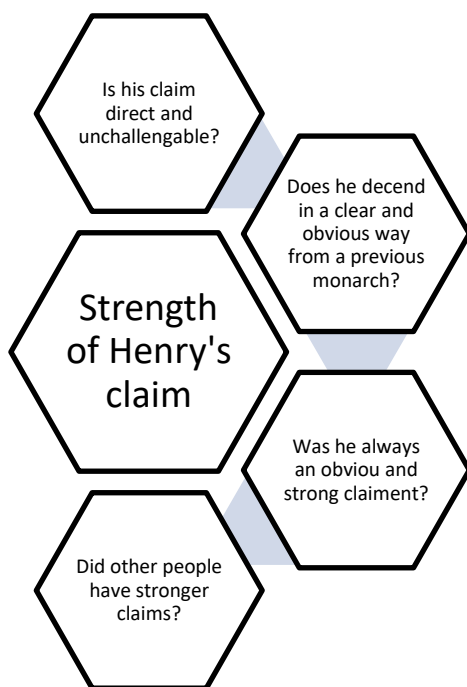 Is his claim
direct and
unchallengable?
Does he decend
in a clear and
obvious way
from a previous
monarch?
Strength
of Henry's
claim
Was he always
an obviou and
strong claiment?
Did other people
have stronger
claims?